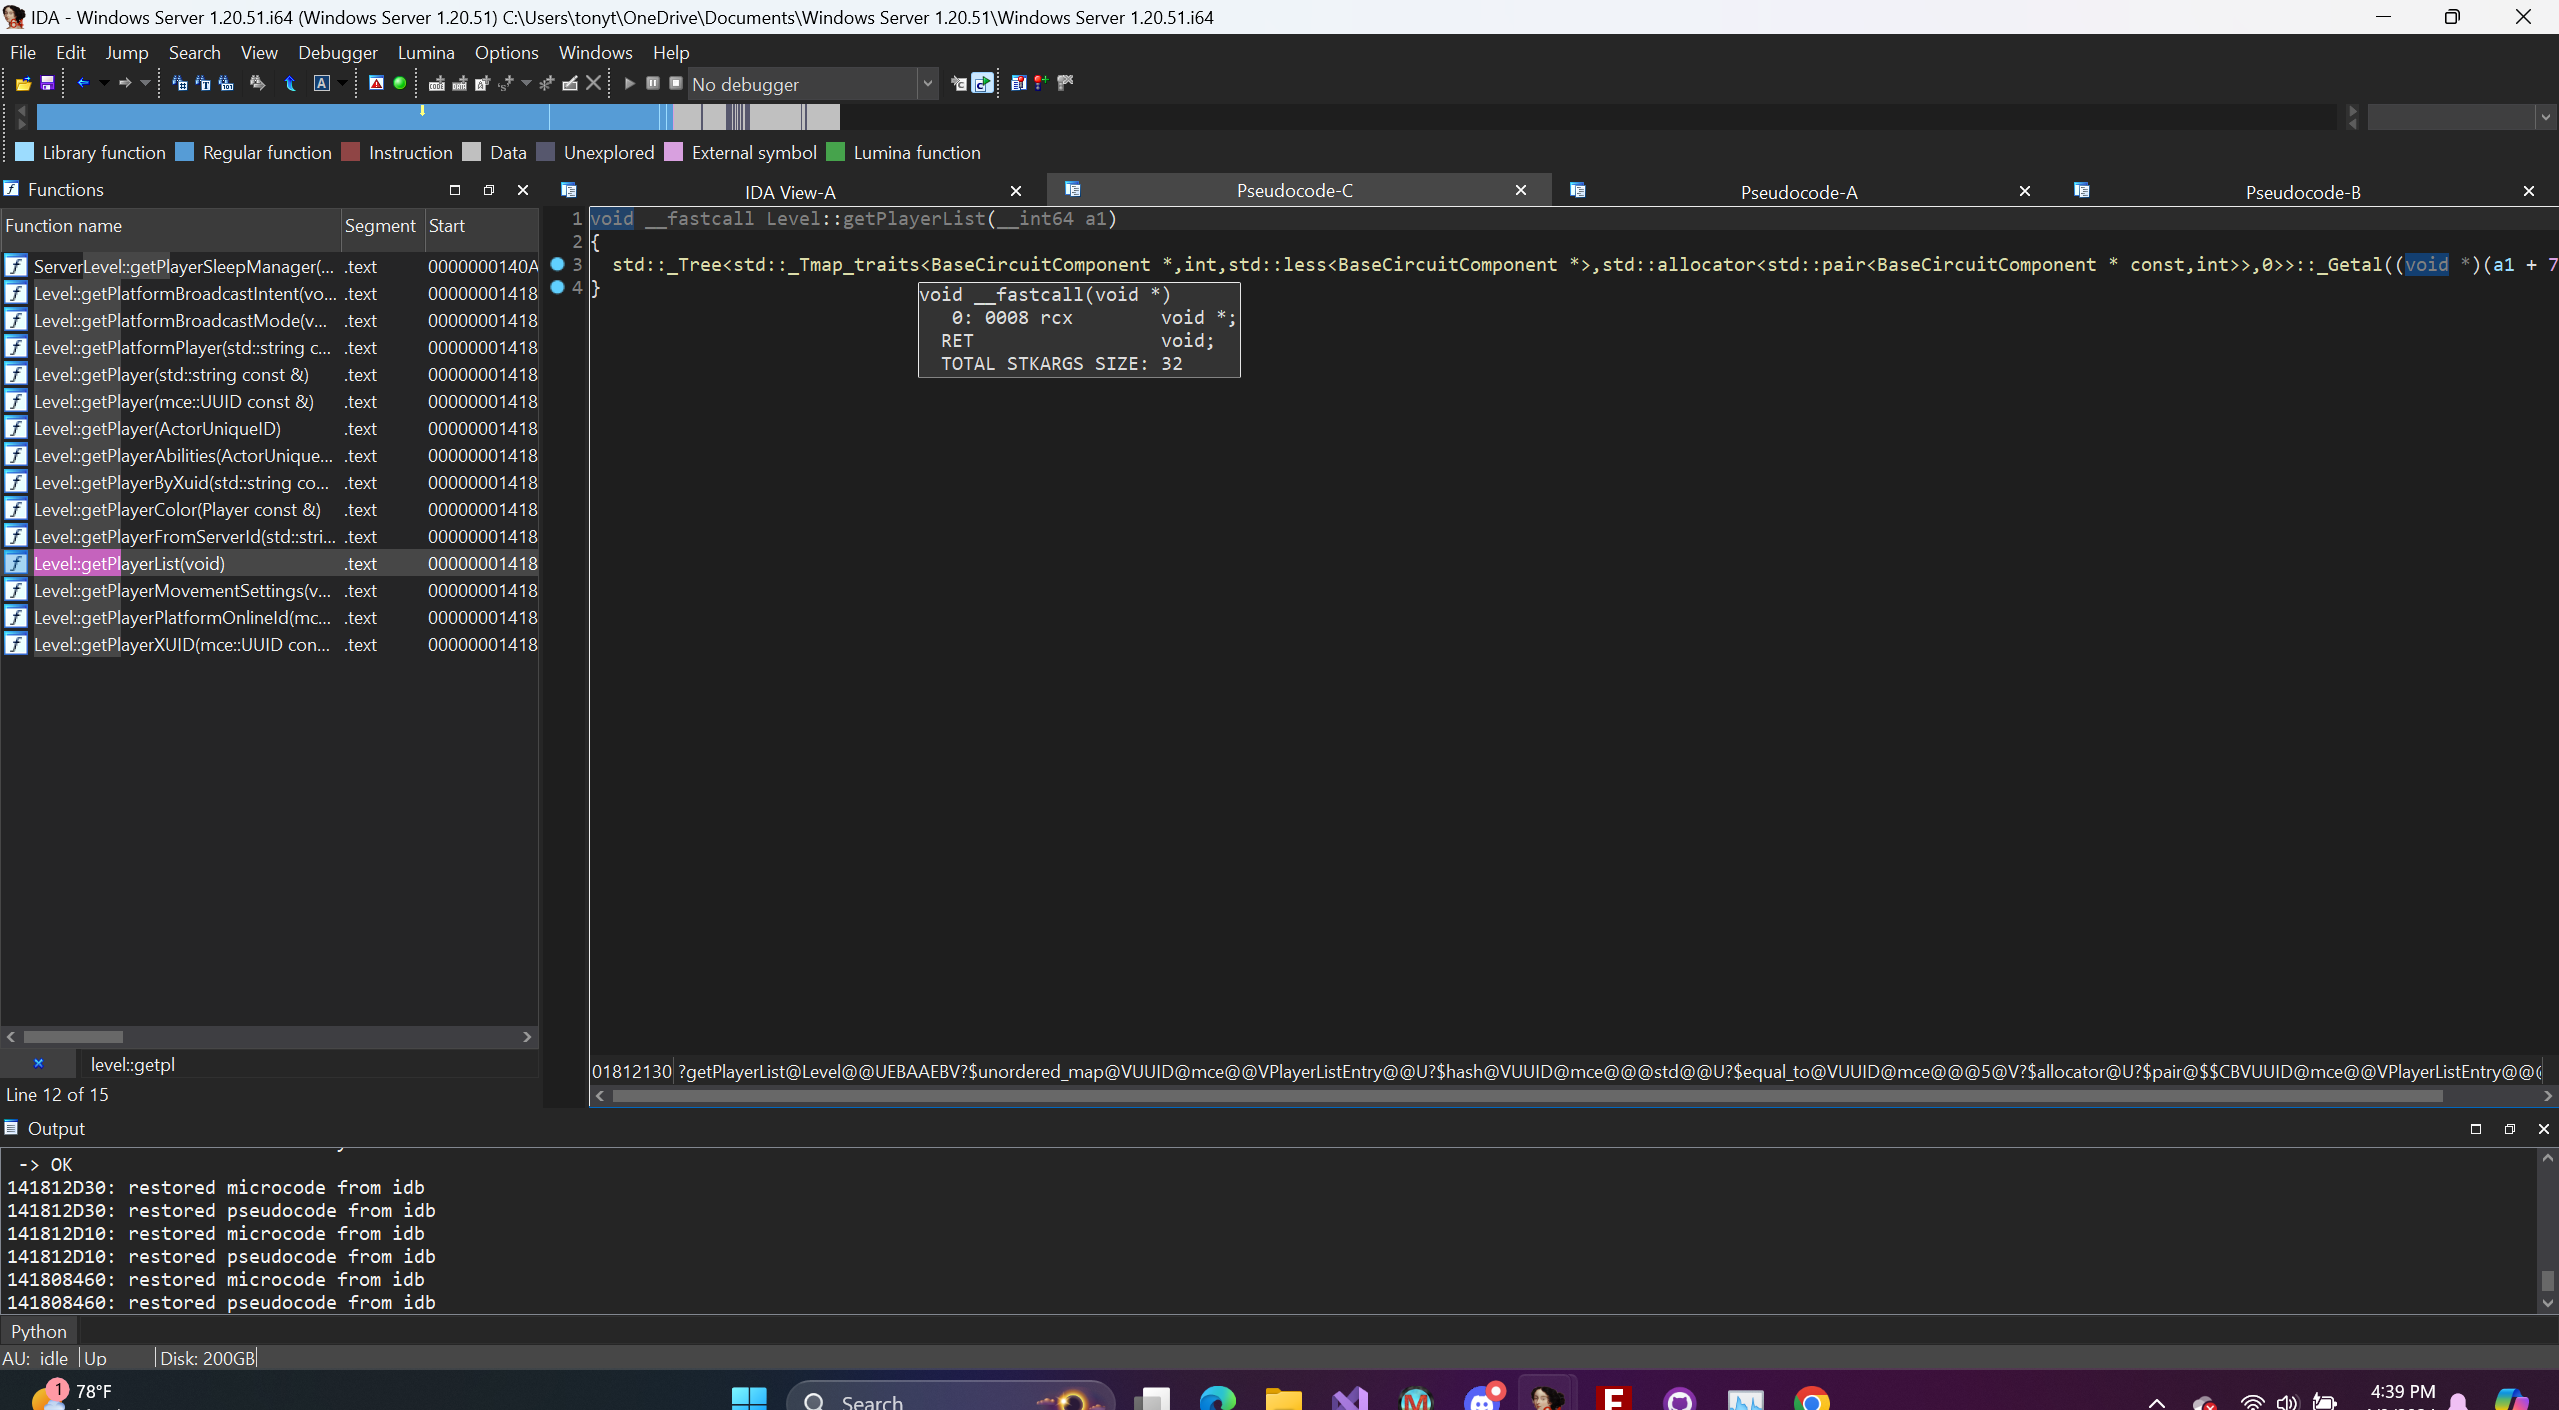 IDA - Windows Server 1.20.51.i64 (Windows Server 1.20.51) C:\Users\tonyt\OneDrive\Documents\Windows Server 1.20.51\Windows Server 1.20.51.i64
File Edit Jump Search View Debugger Lumina Options Windows Help
No debugger
Library function Regular function Instruction Data Unexplored External symbol Lumina function
Functions
IDA View-A Pseudocode-C Pseudocode-A Pseudocode-B
Function name Segment Start
ServerLevel::getPlayerSleepManager(... .text 0000000140A
Level::getPlatformBroadcastIntent(vo... .text 00000001418
Level::getPlatformBroadcastMode(v... .text 00000001418
Level::getPlatformPlayer(std::string c... .text 00000001418
Level::getPlayer(std::string const &) .text 00000001418
Level::getPlayer(mce::UUID const &) .text 00000001418
Level::getPlayer(ActorUniqueID) .text 00000001418
Level::getPlayerAbilities(ActorUnique... .text 00000001418
Level::getPlayerByXuid(std::string co... .text 00000001418
Level::getPlayerColor(Player const &) .text 00000001418
Level::getPlayerFromServerId(std::stri... .text 00000001418
Level::getPlayerList(void) .text 00000001418
Level::getPlayerMovementSettings(v... .text 00000001418
Level::getPlayerPlatformOnlineId(mc... .text 00000001418
Level::getPlayerXUID(mce::UUID con... .text 00000001418
level::getpl
Line 12 of 15
1 void __fastcall Level::getPlayerList(__int64 a1)
2 {
3 std::_Tree<std::_Tmap_traits<BaseCircuitComponent *,int,std::less<BaseCircuitComponent *>,std::allocator<std::pair<BaseCircuitComponent * const,int>>,0>>::_Getal((void *)(a1 + 7
4 }
void __fastcall(void *)
0: 0008 rcx void *;
RET void;
TOTAL STKARGS SIZE: 32
01812130 ?getPlayerList@Level@@UEBAAEBV?$unordered_map@VUUID@mce@@VPlayerListEntry@@U?$hash@VUUID@mce@@@std@@U?$equal_to@VUUID@mce@@@5@V?$allocator@U?$pair@$$CBVUUID@mce@@VPlayerListEntry@@@
Output
-> OK
141812D30: restored microcode from idb
141812D30: restored pseudocode from idb
141812D10: restored microcode from idb
141812D10: restored pseudocode from idb
141808460: restored microcode from idb
141808460: restored pseudocode from idb
Python
AU: idle Up Disk: 200GB
1
78°F
Search
4:39 PM